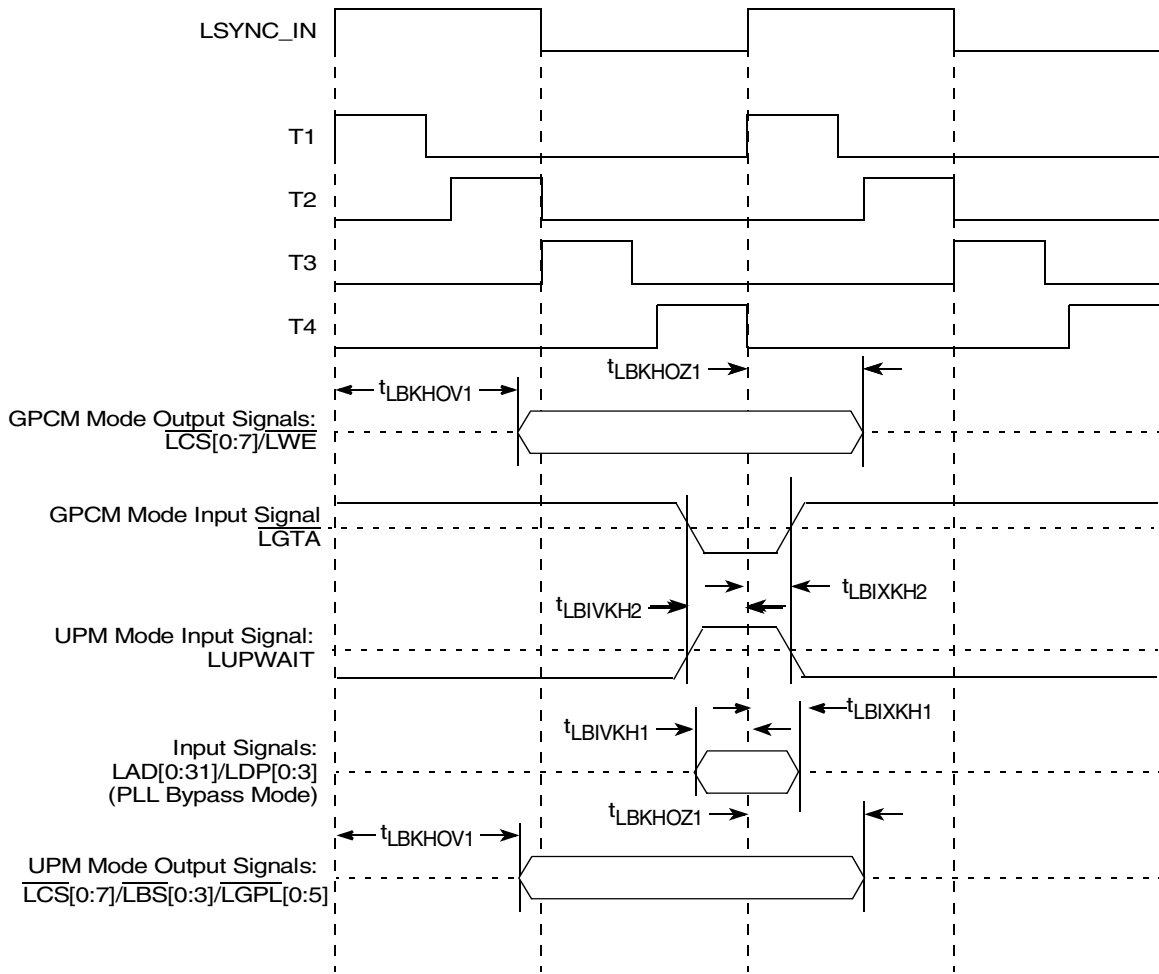 LSYNC_IN
T1
T2
T3
T4
tLBKHOZ1
tLBKHOV1
GPCM Mode Output Signals:
LCS[0:7]/LWE
GPCM Mode Input Signal
LGTA
tLBIXKH2
tLBIVKH2
UPM Mode Input Signal:
LUPWAIT
tLBIXKH1
tLBIVKH1
Input Signals:
LAD[0:31]/LDP[0:3]
(PLL Bypass Mode)
tLBKHOZ1
tLBKHOV1
UPM Mode Output Signals:
LCS[0:7]/LBS[0:3]/LGPL[0:5]